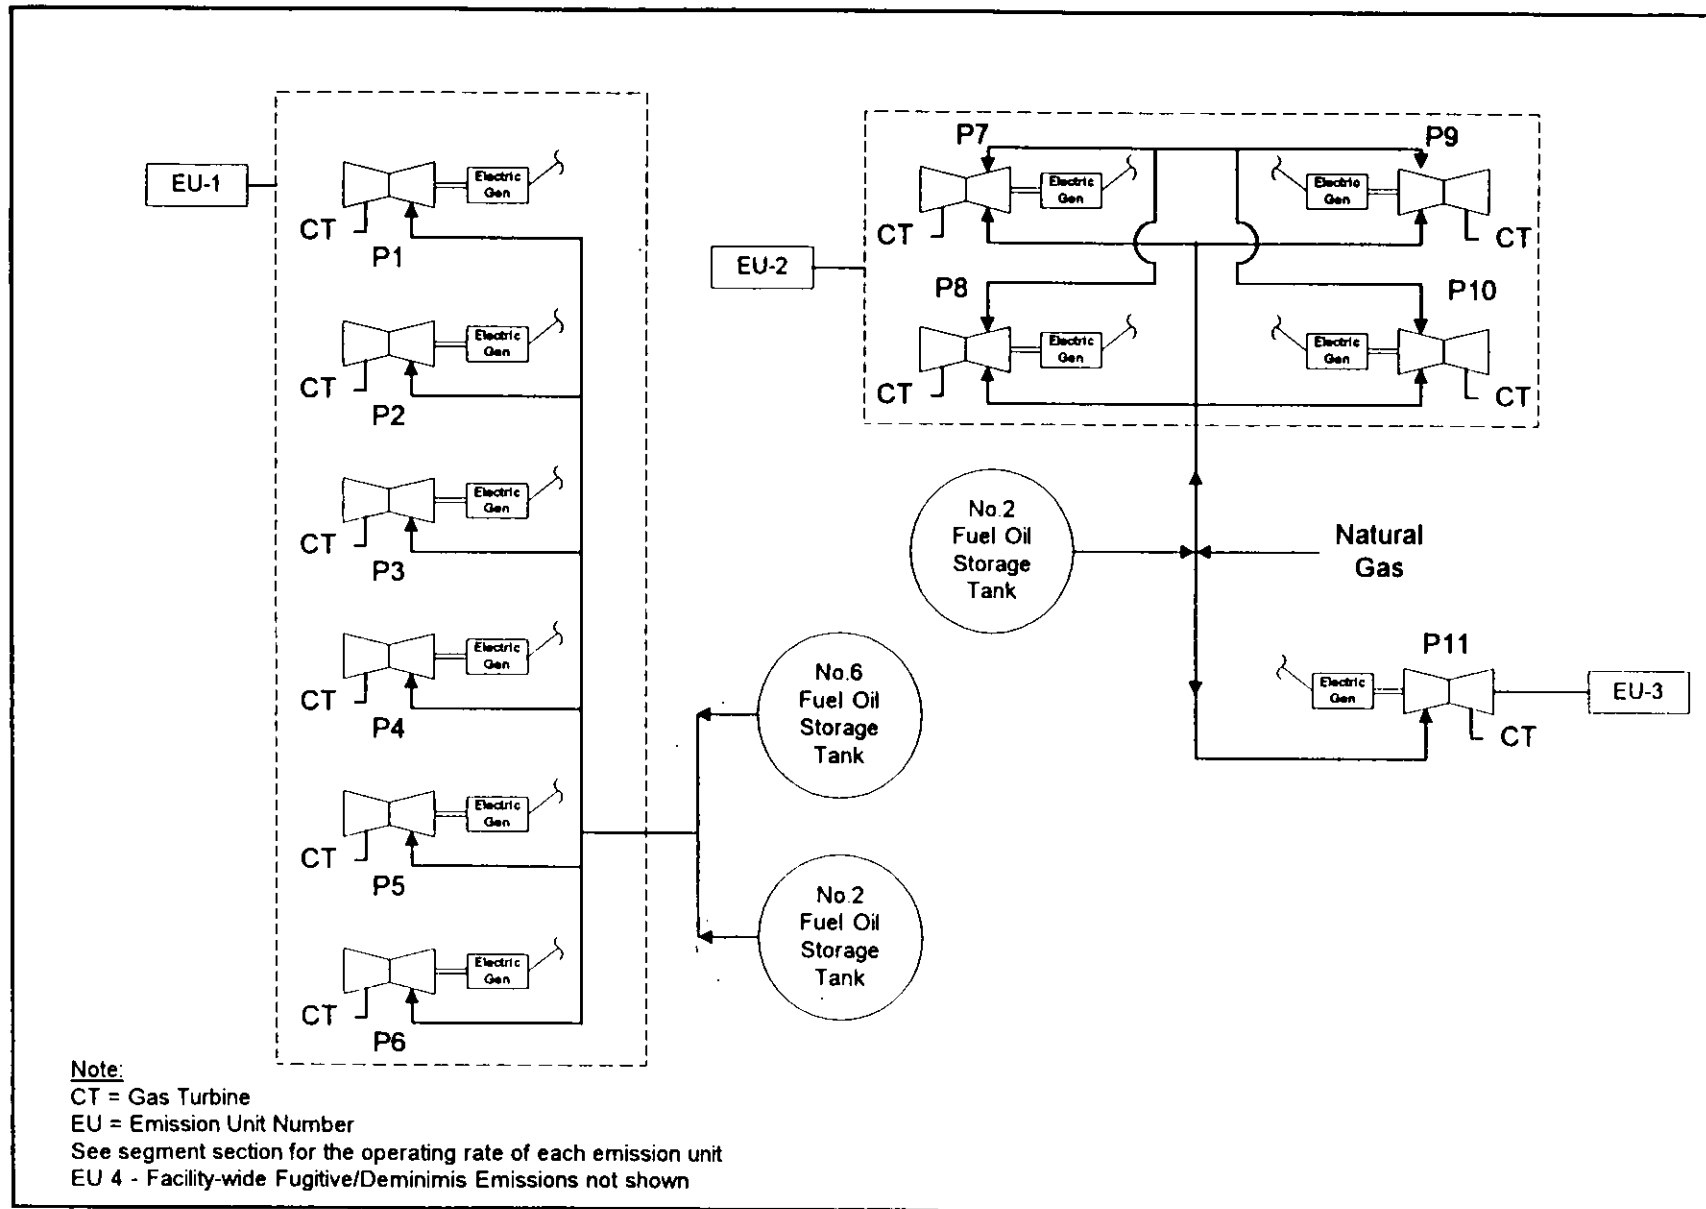 EU-1
Electric
Gen
CT
P1
Electric
Gen
CT
P2
Electric
Gen
CT
P3
Electric
Gen
CT
P4
Electric
Gen
CT
P5
Electric
Gen
CT
P6
No.6
Fuel Oil
Storage
Tank
No.2
Fuel Oil
Storage
Tank
EU-2
P7
Electric
Gen
CT
P9
Electric
Gen
CT
P8
Electric
Gen
CT
P10
Electric
Gen
CT
No.2
Fuel Oil
Storage
Tank
Natural
Gas
P11
Electric
Gen
CT
EU-3
Note:
CT = Gas Turbine
EU = Emission Unit Number
See segment section for the operating rate of each emission unit
EU 4 - Facility-wide Fugitive/Deminimis Emissions not shown